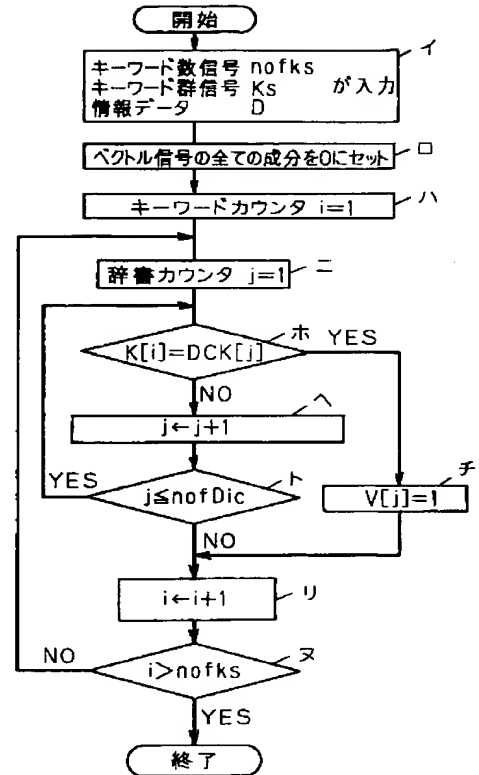 開始
イ
キーワード数信号 nofks
キーワード群信号 Ks が入力
情報データ D
ロ
ベクトル信号の全ての成分を0にセット
ハ
キーワードカウンタ i=1
ニ
辞書カウンタ j=1
ホ
K[i]=DCK[j]
YES
NO
ヘ
j←j+1
YES
ト
j≦nofDic
チ
V[j]=1
NO
リ
i←i+1
NO
ヌ
i>nofks
YES
終了